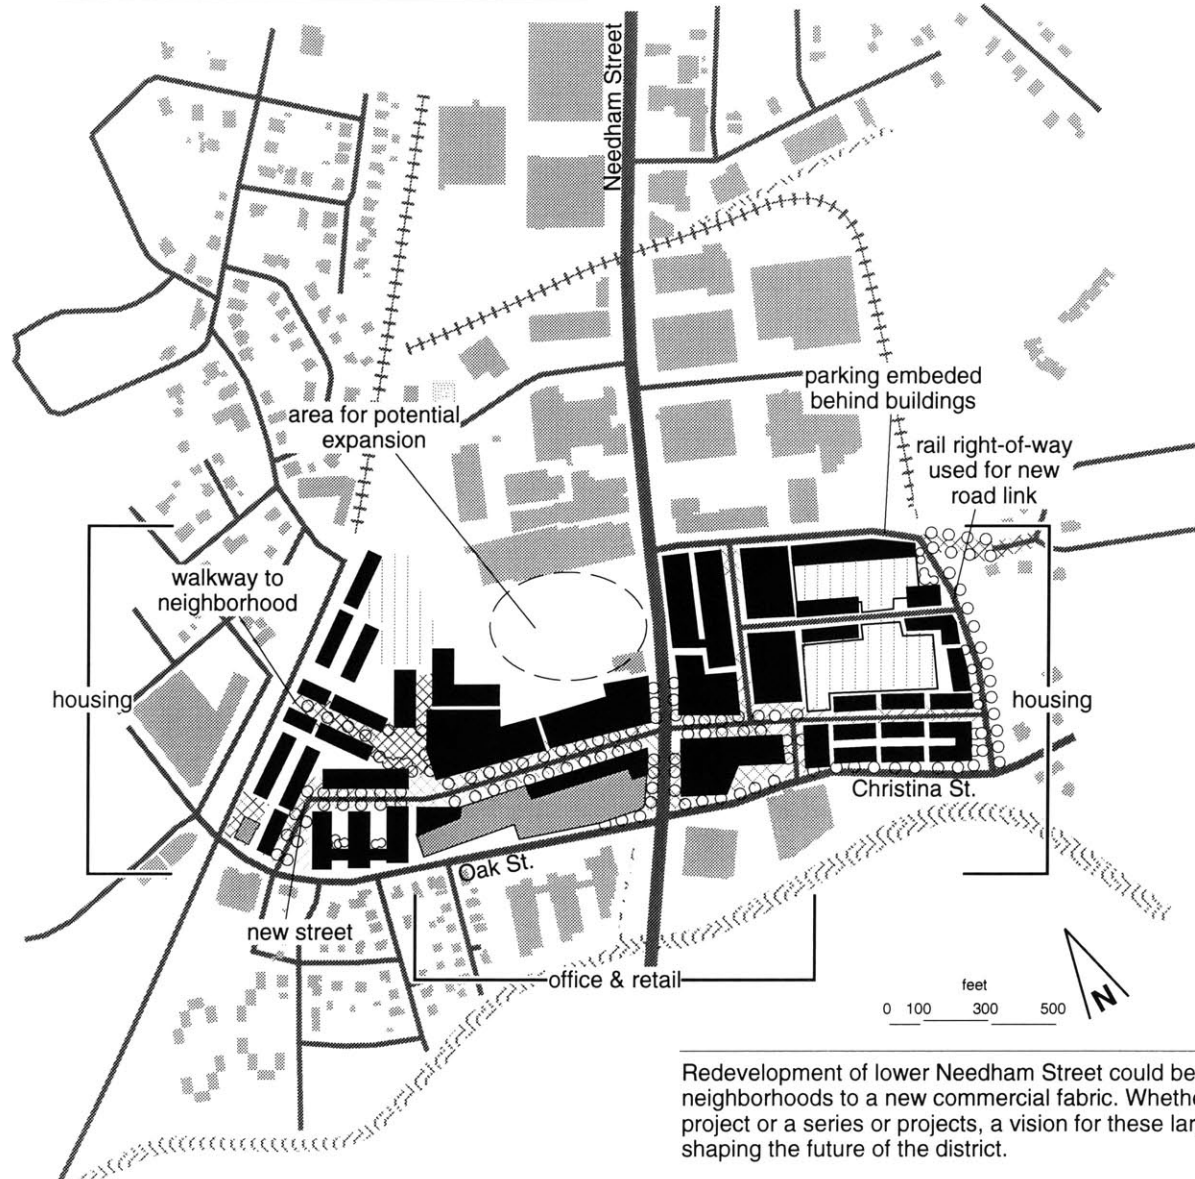 Needham Street
parking embeded
behind buildings
area for potential
expansion
rail right-of-way
used for new
road link
walkway to
neighborhood
housing
housing
Christina St.
Oak St.
new street
office & retail
feet
0 100 300 500
N
Redevelopment of lower Needham Street could be
neighborhoods to a new commercial fabric. Whethe
project or a series or projects, a vision for these lar
shaping the future of the district.